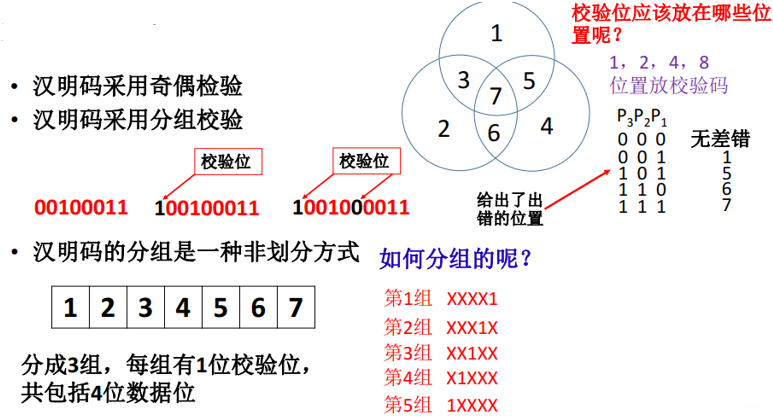 校验位应该放在哪些位
置呢？
1，2，4，8
位置放校验码
1
3
5
7
2
6
4
P3P2P1
0 0 0 无差错
0 0 1 1
1 0 1 5
1 1 0 6
1 1 1 7
给出了出
错的位置
• 汉明码采用奇偶检验
• 汉明码采用分组校验
校验位
校验位
00100011
100100011
1001000011
• 汉明码的分组是一种非划分方式
1 2 3 4 5 6 7
分成3组，每组有1位校验位，
共包括4位数据位
如何分组的呢？
第1组 XXXX1
第2组 XXX1X
第3组 XX1XX
第4组 X1XXX
第5组 1XXXX